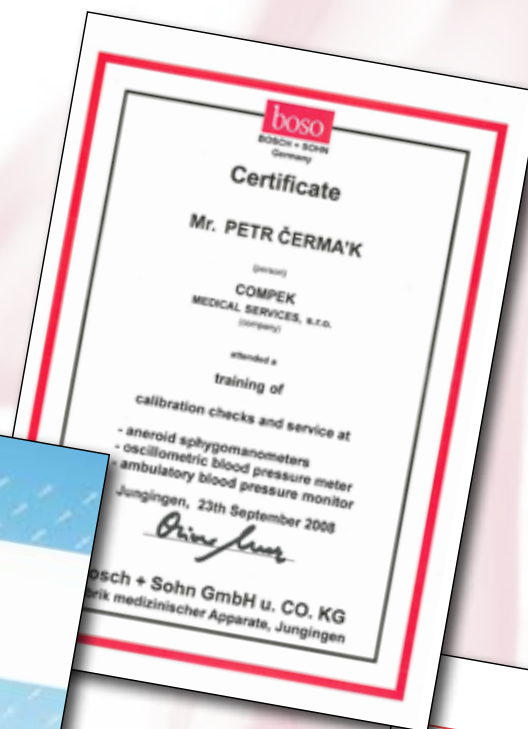 boso
BOSCH + SOHN
Germany
Certificate
Mr. PETR ČERMA'K
(person)
COMPEK
MEDICAL SERVICES, s.r.o.
(company)
attended a
training of
calibration checks and service at
- aneroid sphygomanometers
- oscillometric blood pressure meter
- ambulatory blood pressure monitor
Jungingen, 23th September 2008
osch + Sohn GmbH u. CO. KG
brik medizinischer Apparate, Jungingen